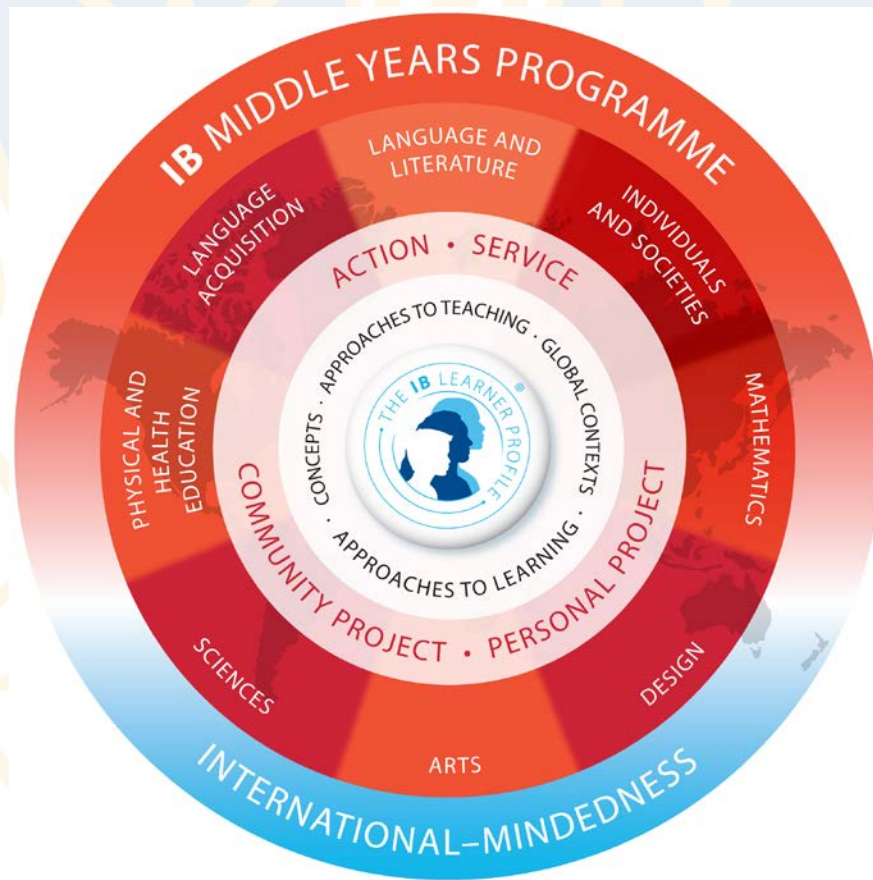 IB MIDDLE YEARS PROGRAMME
LANGUAGE AND
LITERATURE
INDIVIDUALS
AND SOCIETIES
MATHEMATICS
DESIGN
ARTS
SCIENCES
PHYSICAL AND
HEALTH
EDUCATION
LANGUAGE
ACQUISITION
ACTION • SERVICE
COMMUNITY PROJECT • PERSONAL PROJECT
APPROACHES TO TEACHING · GLOBAL CONTEXTS ·
CONCEPTS · APPROACHES TO LEARNING ·
• THE IB LEARNER PROFILE • ®
INTERNATIONAL–MINDEDNESS